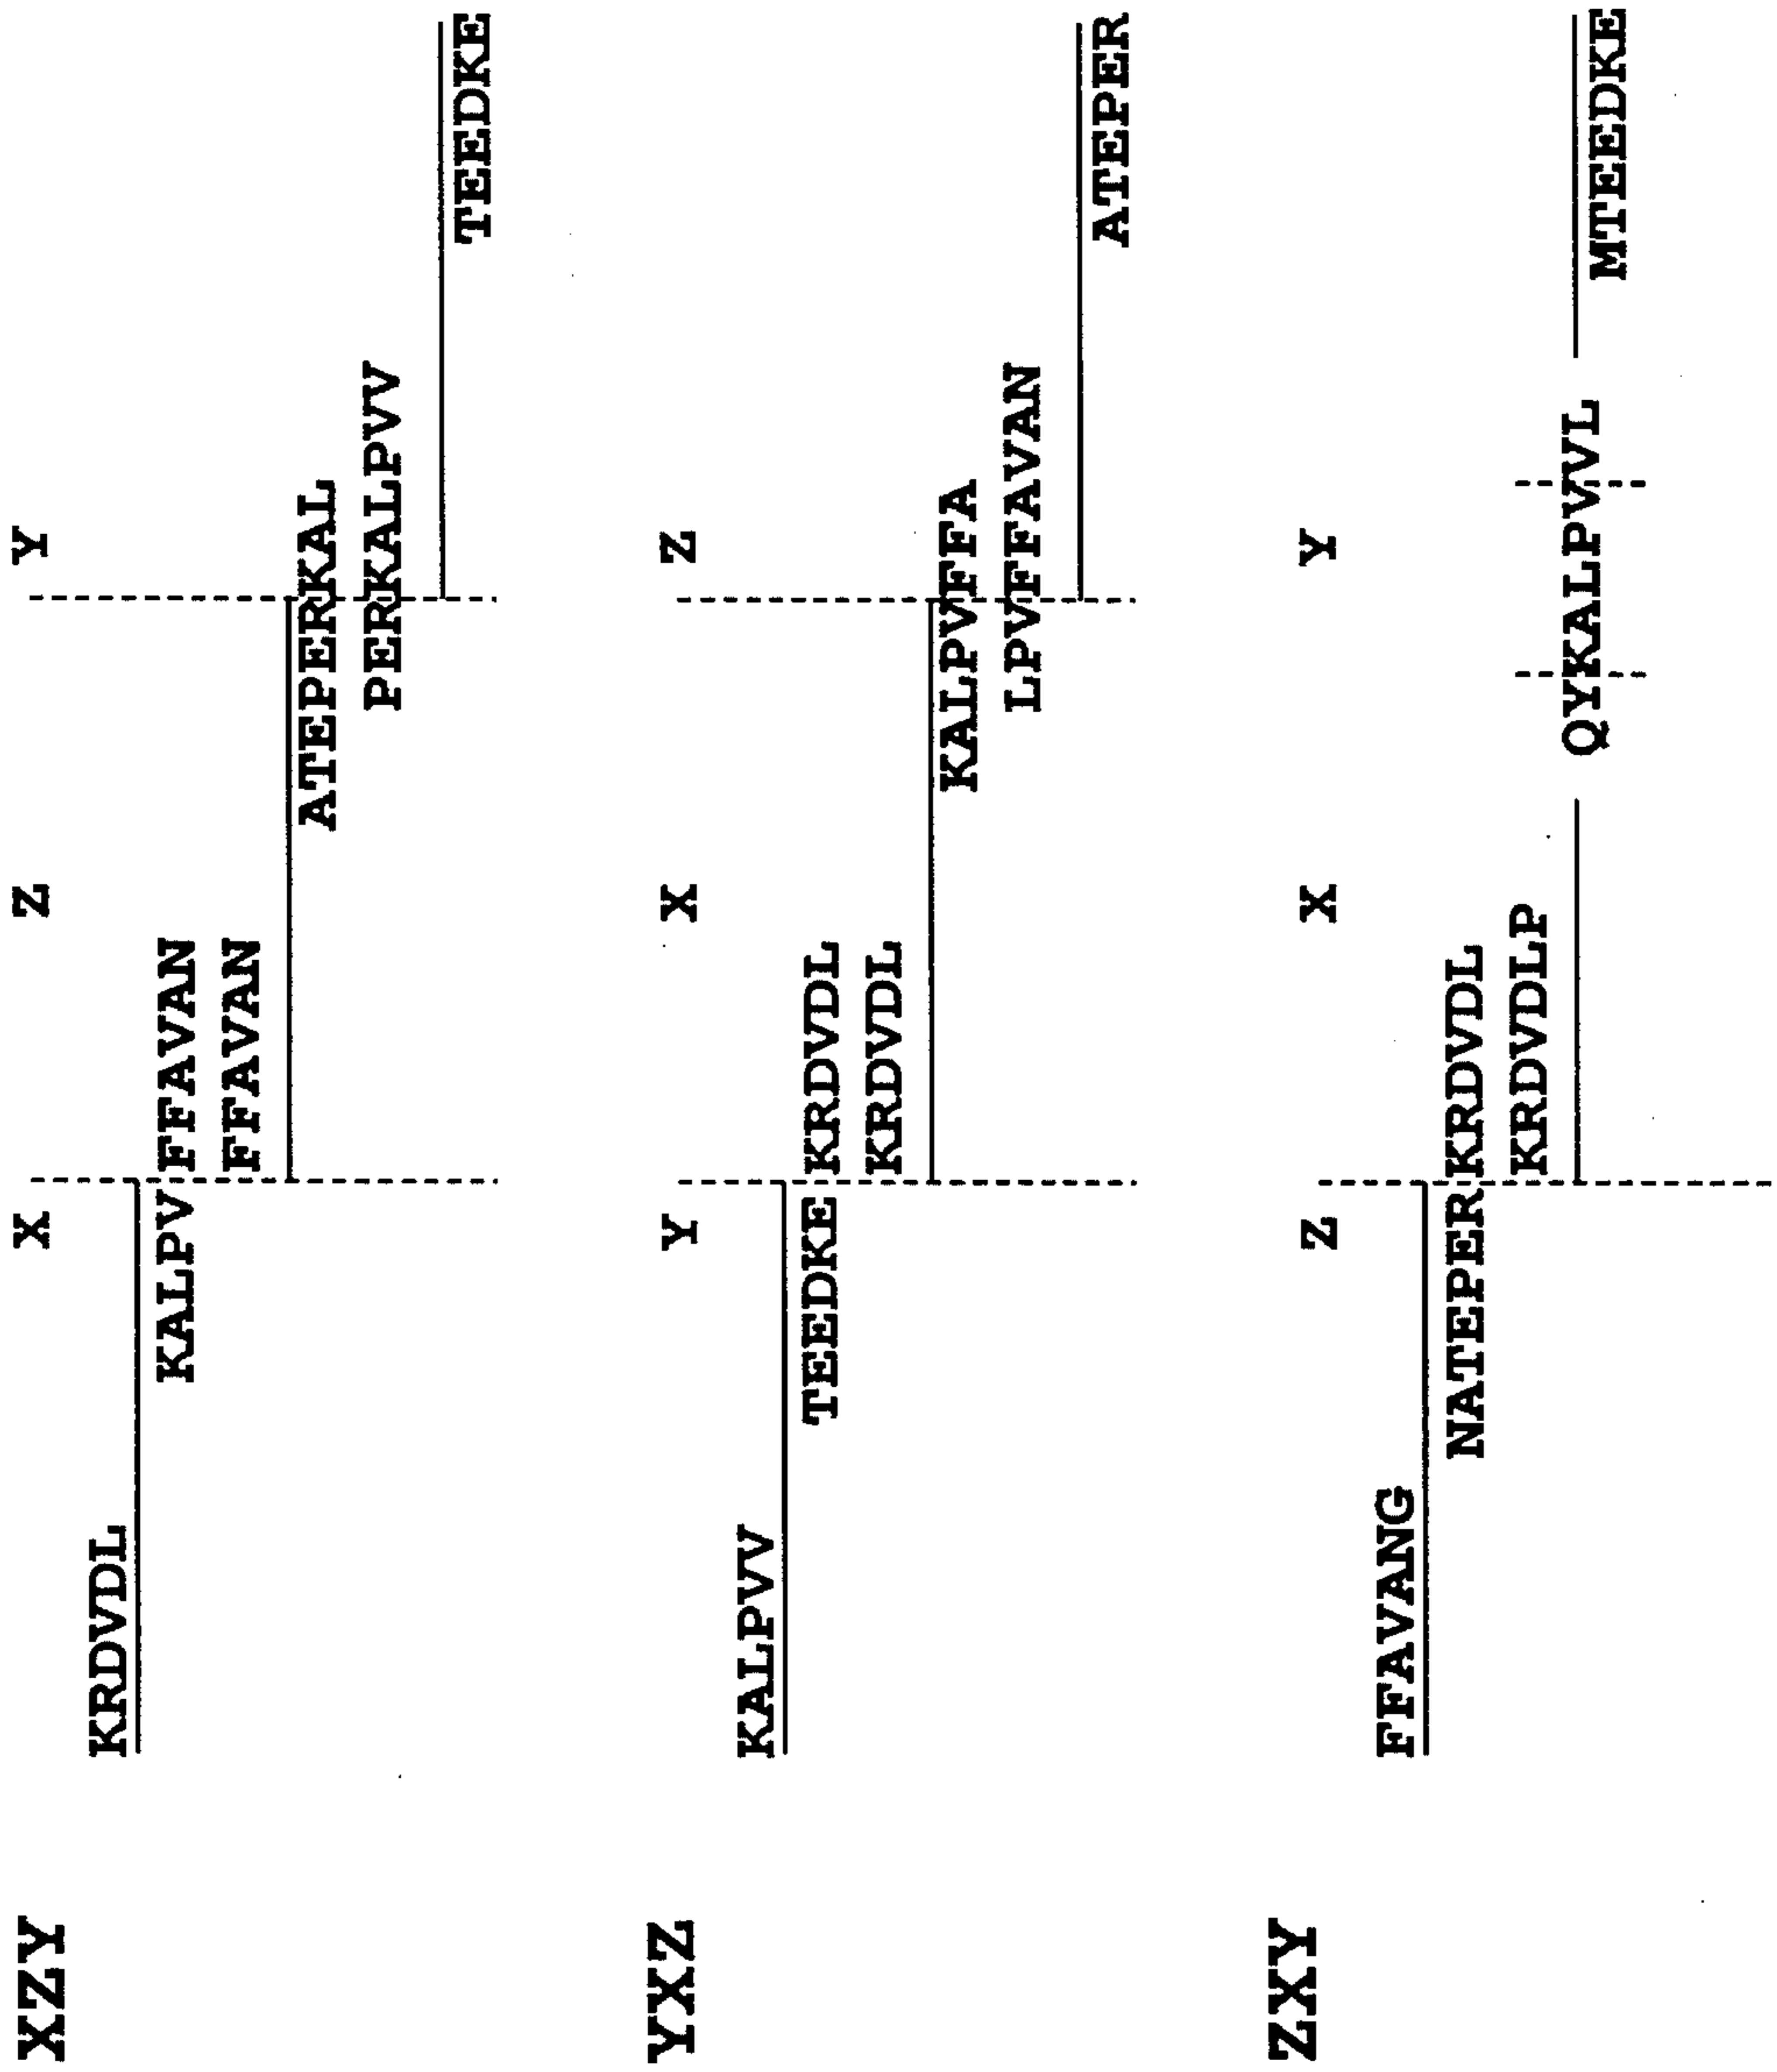 XZY
X Z Y
KRDVDL
KALPV FFAVAN
FFAVAN
ATEPERKAL
PERKALPVV
TEEDKE
YXZ
Y X Z
KALPVV
TEEDKE KRDVDL
KRDVDL
KALPVFFA
LPVFFAVAN
ATEPER
ZXY
Z X Y
FFAVANG
NATEPER KRDVDL
KRDVDLP
QYKALPVVL
MTEEDKE